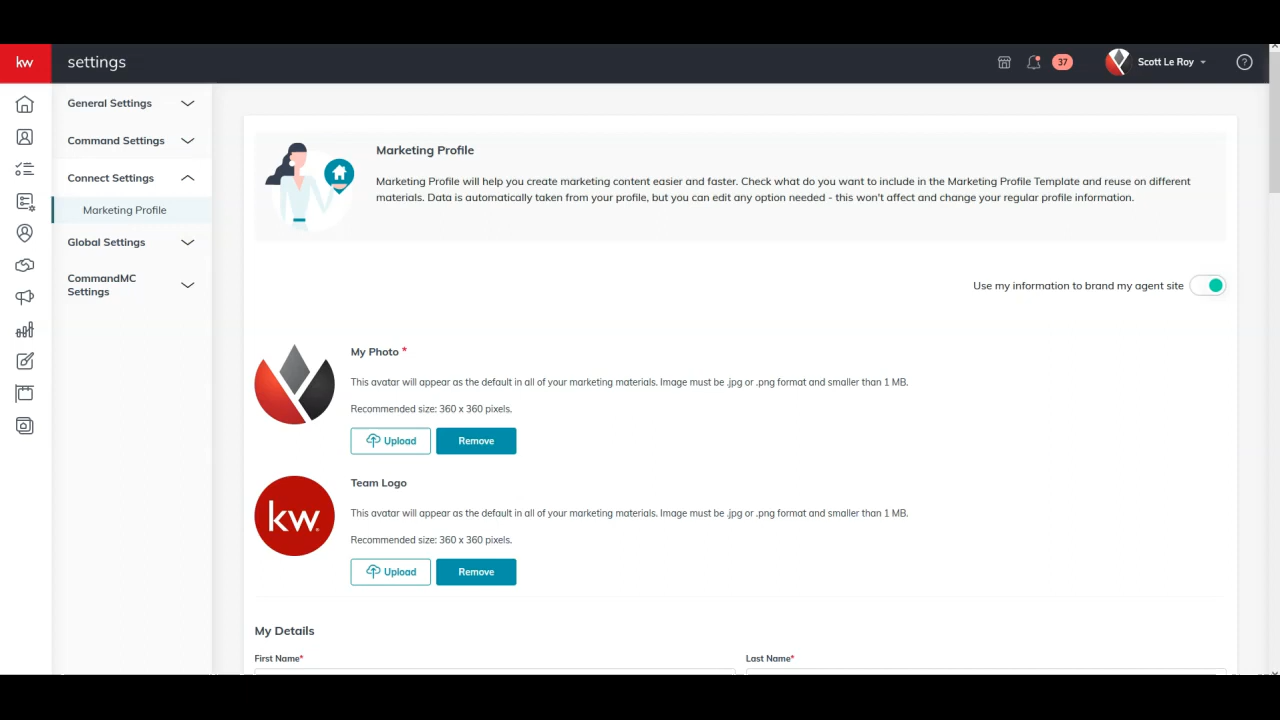 kw
settings
37
Scott Le Roy
?
General Settings
Command Settings
Connect Settings
Marketing Profile
Global Settings
CommandMC
Settings
Marketing Profile
Marketing Profile will help you create marketing content easier and faster. Check what do you want to include in the Marketing Profile Template and reuse on different
materials. Data is automatically taken from your profile, but you can edit any option needed - this won't affect and change your regular profile information.
Use my information to brand my agent site
My Photo *
This avatar will appear as the default in all of your marketing materials. Image must be .jpg or .png format and smaller than 1 MB.
Recommended size: 360 x 360 pixels.
Upload Remove
kw.
Team Logo
This avatar will appear as the default in all of your marketing materials. Image must be .jpg or .png format and smaller than 1 MB.
Recommended size: 360 x 360 pixels.
Upload Remove
My Details
First Name* Last Name*